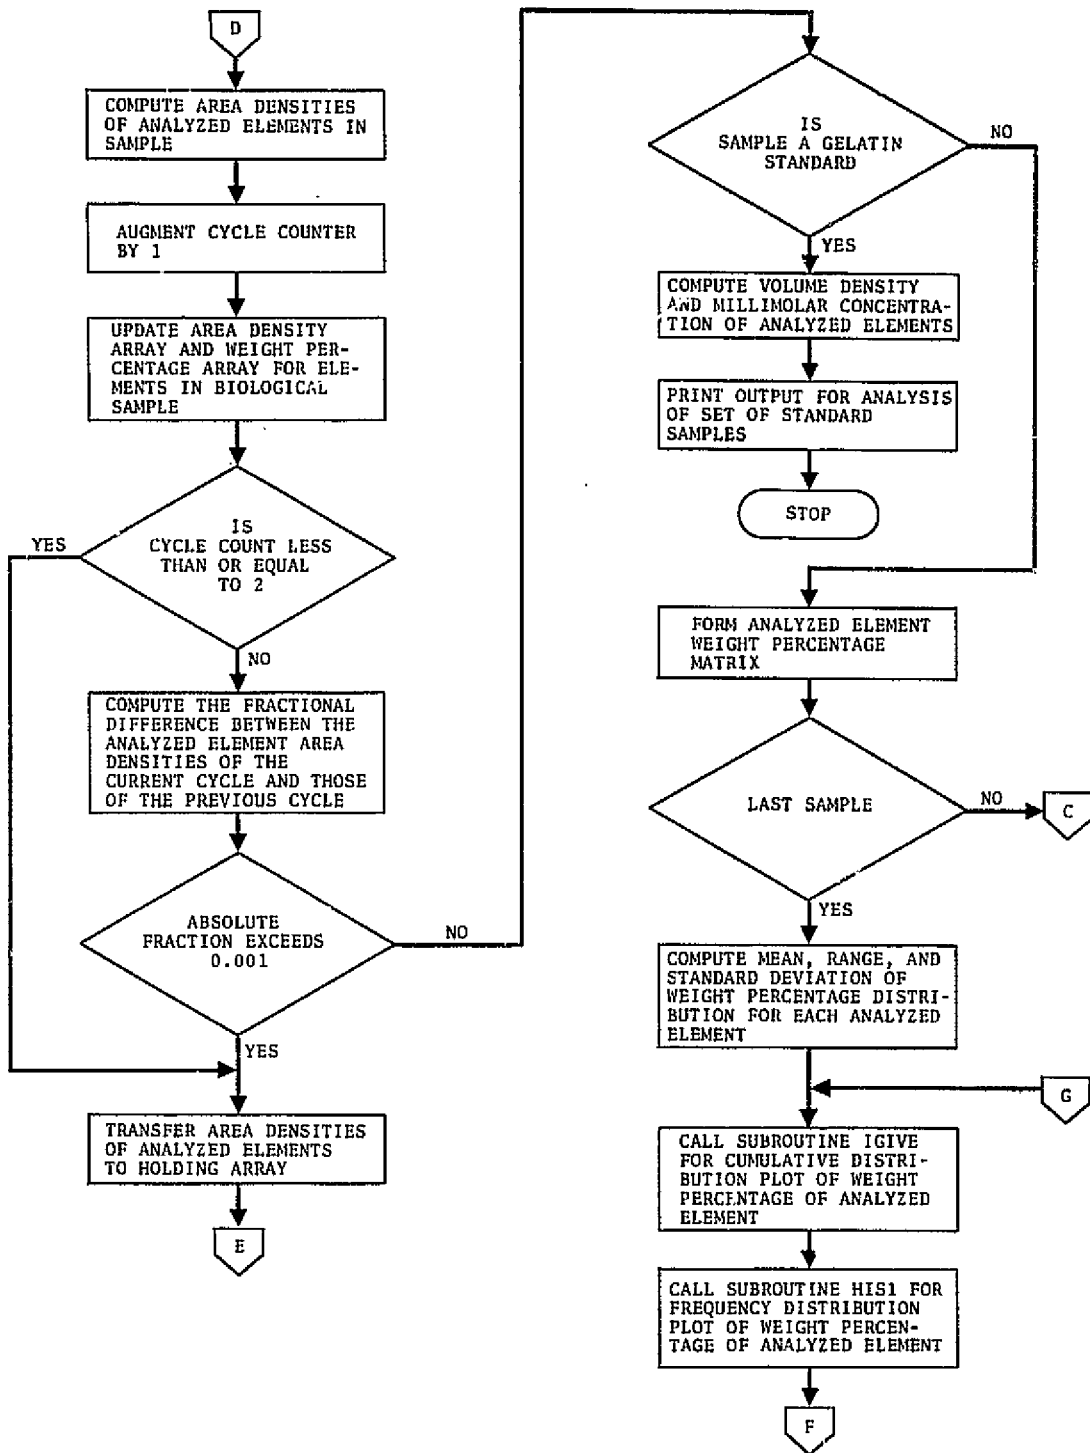 D
COMPUTE AREA DENSITIES
OF ANALYZED ELEMENTS IN
SAMPLE
AUGMENT CYCLE COUNTER
BY 1
UPDATE AREA DENSITY
ARRAY AND WEIGHT PER-
CENTAGE ARRAY FOR ELE-
MENTS IN BIOLOGICAL
SAMPLE
IS
CYCLE COUNT LESS
THAN OR EQUAL
TO 2
YES
NO
COMPUTE THE FRACTIONAL
DIFFERENCE BETWEEN THE
ANALYZED ELEMENT AREA
DENSITIES OF THE
CURRENT CYCLE AND THOSE
OF THE PREVIOUS CYCLE
ABSOLUTE
FRACTION EXCEEDS
0.001
NO
YES
TRANSFER AREA DENSITIES
OF ANALYZED ELEMENTS
TO HOLDING ARRAY
E
IS
SAMPLE A GELATIN
STANDARD
NO
YES
COMPUTE VOLUME DENSITY
AND MILLIMOLAR CONCENTRA-
TION OF ANALYZED ELEMENTS
PRINT OUTPUT FOR ANALYSIS
OF SET OF STANDARD
SAMPLES
STOP
FORM ANALYZED ELEMENT
WEIGHT PERCENTAGE
MATRIX
LAST SAMPLE
NO
C
YES
COMPUTE MEAN, RANGE, AND
STANDARD DEVIATION OF
WEIGHT PERCENTAGE DISTRI-
BUTION FOR EACH ANALYZED
ELEMENT
G
CALL SUBROUTINE IGIVE
FOR CUMULATIVE DISTRI-
BUTION PLOT OF WEIGHT
PERCENTAGE OF ANALYZED
ELEMENT
CALL SUBROUTINE HIS1 FOR
FREQUENCY DISTRIBUTION
PLOT OF WEIGHT PERCEN-
TAGE OF ANALYZED ELEMENT
F